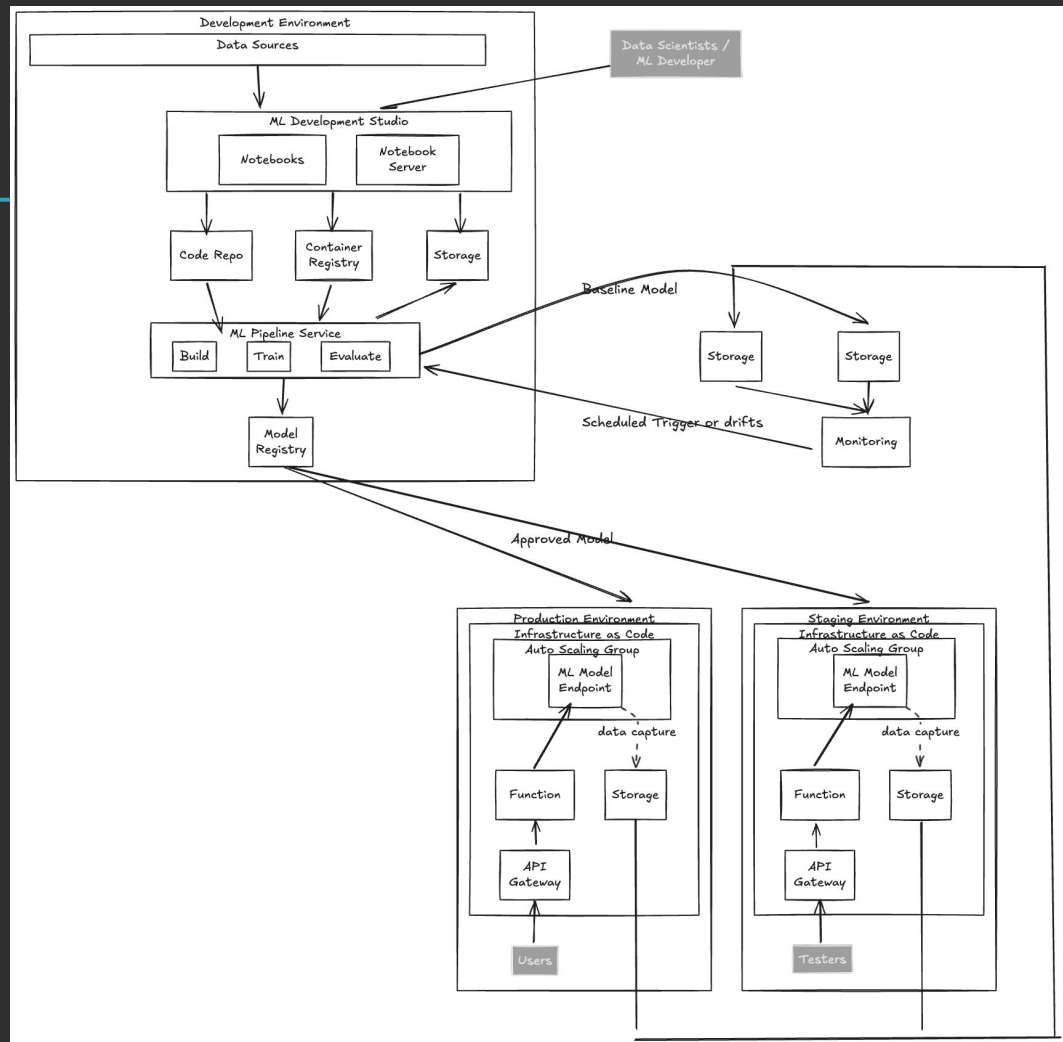 Development Environment
Data Sources
Data Scientists /
ML Developer
ML Development Studio
Notebooks
Notebook
Server
Code Repo
Container
Registry
Storage
Baseline Model
ML Pipeline Service
Build
Train
Evaluate
Storage
Storage
Scheduled Trigger or drifts
Monitoring
Model
Registry
Approved Model
Production Environment
Infrastructure as Code
Auto Scaling Group
ML Model
Endpoint
data capture
Function
Storage
API
Gateway
Users
Staging Environment
Infrastructure as Code
Auto Scaling Group
ML Model
Endpoint
data capture
Function
Storage
API
Gateway
Testers